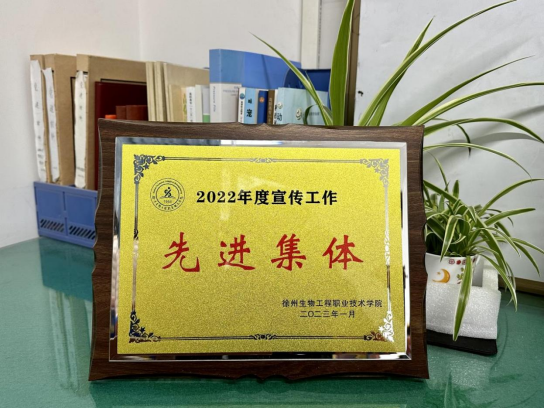 2022年度宣传工作
先进集体
徐州生物工程职业技术学院
二〇二三年一月